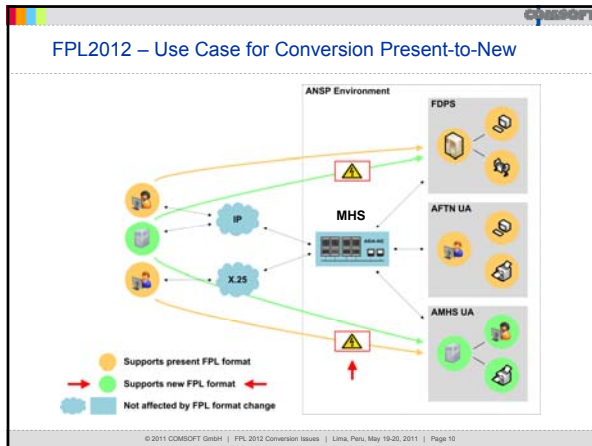 COMSOFT
FPL2012 – Use Case for Conversion Present-to-New
ANSP Environment
FDPS
IP
MHS
AFTN UA
X.25
AMHS UA
Supports present FPL format
Supports new FPL format
Not affected by FPL format change
© 2011 COMSOFT GmbH | FPL 2012 Conversion Issues | Lima, Peru, May 19-20, 2011 | Page 10